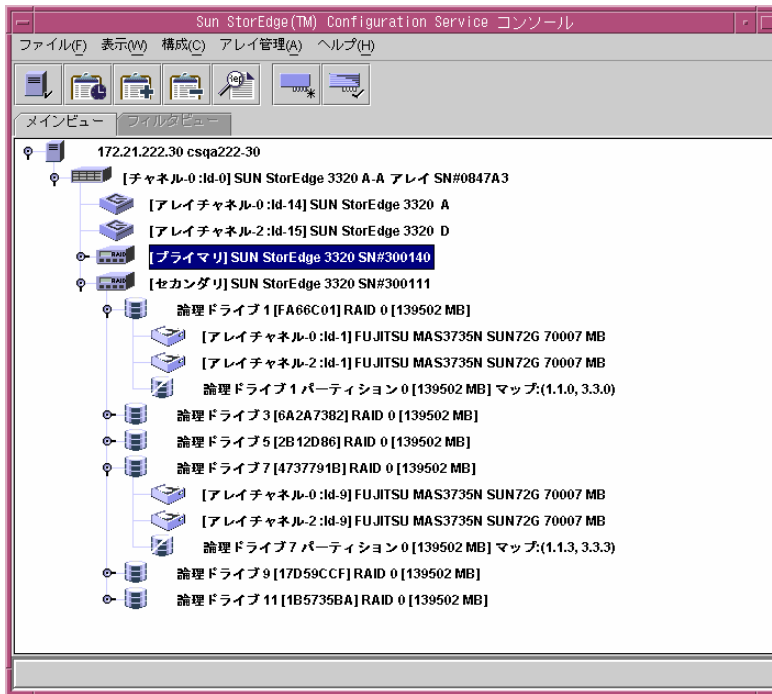 Sun StorEdge(TM) Configuration Service コンソール
ファイル(F) 表示(W) 構成(C) アレイ管理(A) ヘルプ(H)
メインビュー フィルタビュー
172.21.222.30 csqa222-30
[チャネル-0 :Id-0] SUN StorEdge 3320 A-A アレイ SN#0847A3
[アレイチャネル-0 :Id-14] SUN StorEdge 3320 A
[アレイチャネル-2 :Id-15] SUN StorEdge 3320 D
RAID [プライマリ] SUN StorEdge 3320 SN#300140
RAID [セカンダリ] SUN StorEdge 3320 SN#300111
論理ドライブ 1 [FA66C01] RAID 0 [139502 MB]
[アレイチャネル-0 :Id-1] FUJITSU MAS3735N SUN72G 70007 MB
[アレイチャネル-2 :Id-1] FUJITSU MAS3735N SUN72G 70007 MB
論理ドライブ 1 パーティション 0 [139502 MB] マップ:(1.1.0, 3.3.0)
論理ドライブ 3 [6A2A7382] RAID 0 [139502 MB]
論理ドライブ 5 [2B12D86] RAID 0 [139502 MB]
論理ドライブ 7 [4737791B] RAID 0 [139502 MB]
[アレイチャネル-0 :Id-9] FUJITSU MAS3735N SUN72G 70007 MB
[アレイチャネル-2 :Id-9] FUJITSU MAS3735N SUN72G 70007 MB
論理ドライブ 7 パーティション 0 [139502 MB] マップ:(1.1.3, 3.3.3)
論理ドライブ 9 [17D59CCF] RAID 0 [139502 MB]
論理ドライブ 11 [1B5735BA] RAID 0 [139502 MB]